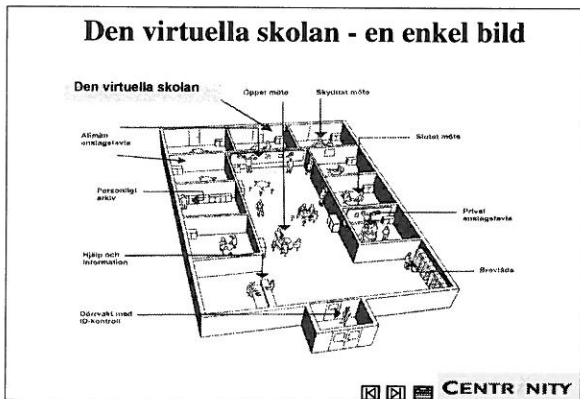 Den virtuella skolan - en enkel bild
Den virtuella skolan
Öppet möte
Skyddat möte
Allmän
anslagstavla
Slutet möte
Personligt
arkiv
Privat
anslagstavla
Hjälp och
information
Brevlåda
Dörrvakt med
ID-kontroll
CENTR NITY